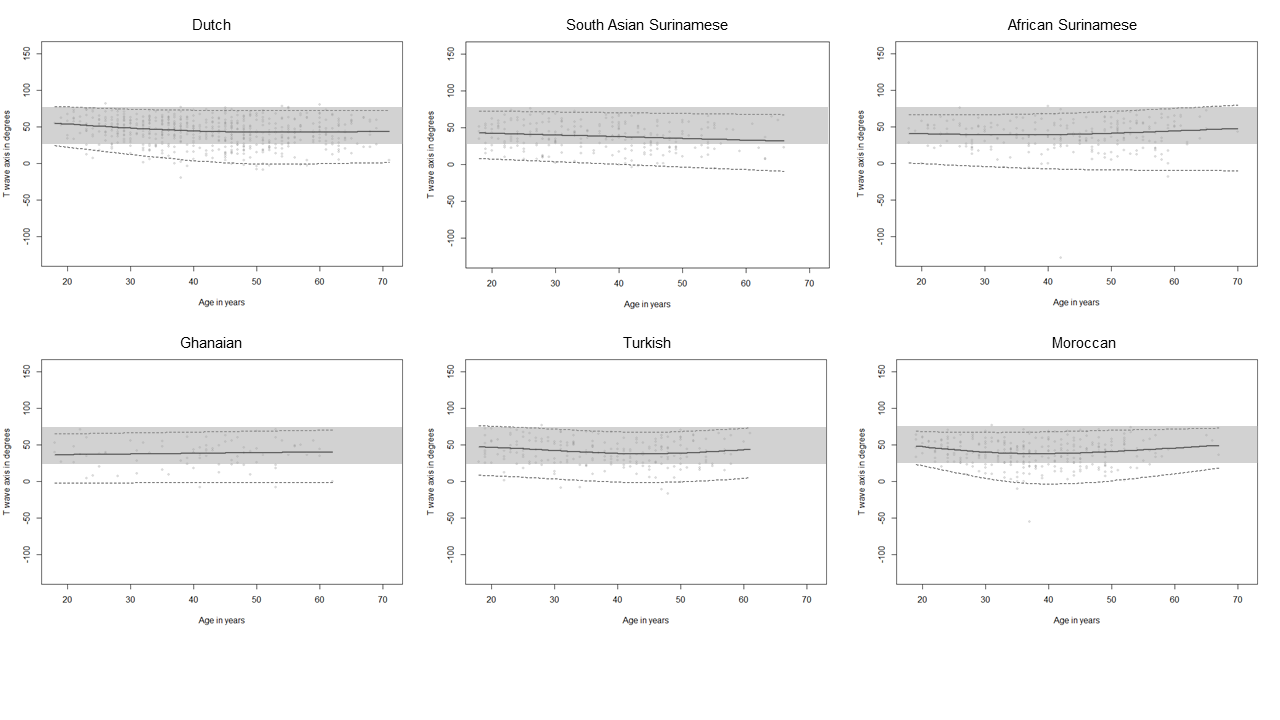 Dutch
South Asian Surinamese
African Surinamese
T wave axis in degrees
150
100
50
0
-50
-100
20 30 40 50 60 70
Age in years
T wave axis in degrees
150
100
50
0
-50
-100
20 30 40 50 60 70
Age in years
T wave axis in degrees
150
100
50
0
-50
-100
20 30 40 50 60 70
Age in years
Ghanaian
Turkish
Moroccan
T wave axis in degrees
150
100
50
0
-50
-100
20 30 40 50 60 70
Age in years
T wave axis in degrees
150
100
50
0
-50
-100
20 30 40 50 60 70
Age in years
T wave axis in degrees
150
100
50
0
-50
-100
20 30 40 50 60 70
Age in years